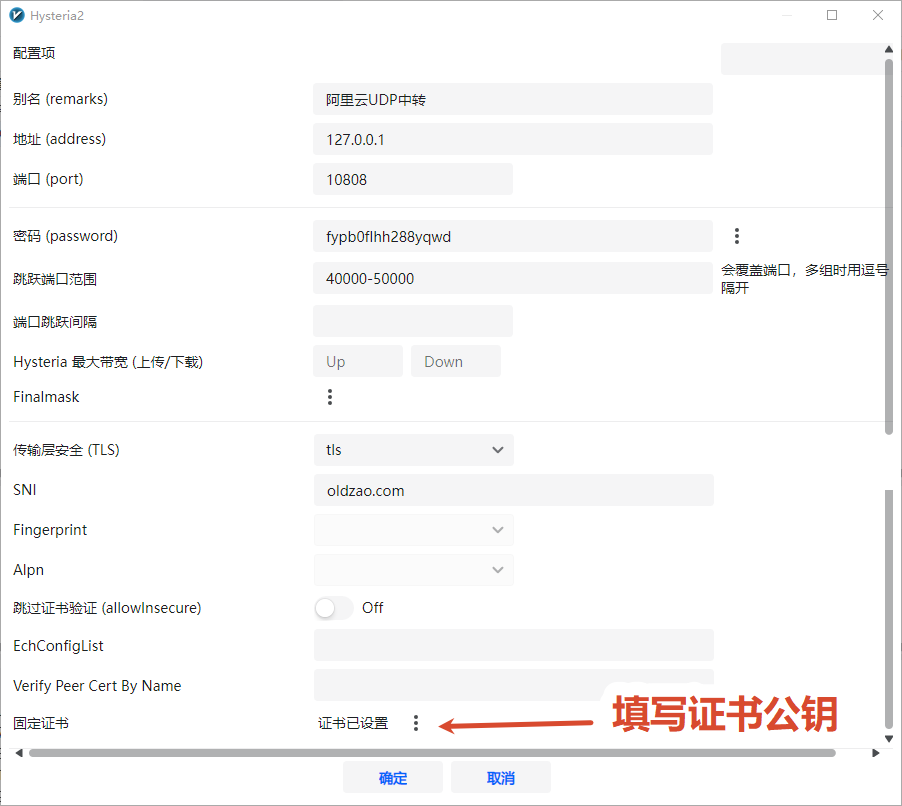 Hysteria2
配置项
别名 (remarks)
阿里云UDP中转
地址 (address)
127.0.0.1
端口 (port)
10808
密码 (password)
fypb0flhh288yqwd
跳跃端口范围
40000-50000
会覆盖端口，多组时用逗号
隔开
端口跳跃间隔
Hysteria 最大带宽 (上传/下载)
Up
Down
Finalmask
传输层安全 (TLS)
tls
SNI
oldzao.com
Fingerprint
Alpn
跳过证书验证 (allowInsecure)
Off
EchConfigList
Verify Peer Cert By Name
固定证书
证书已设置
填写证书公钥
确定
取消